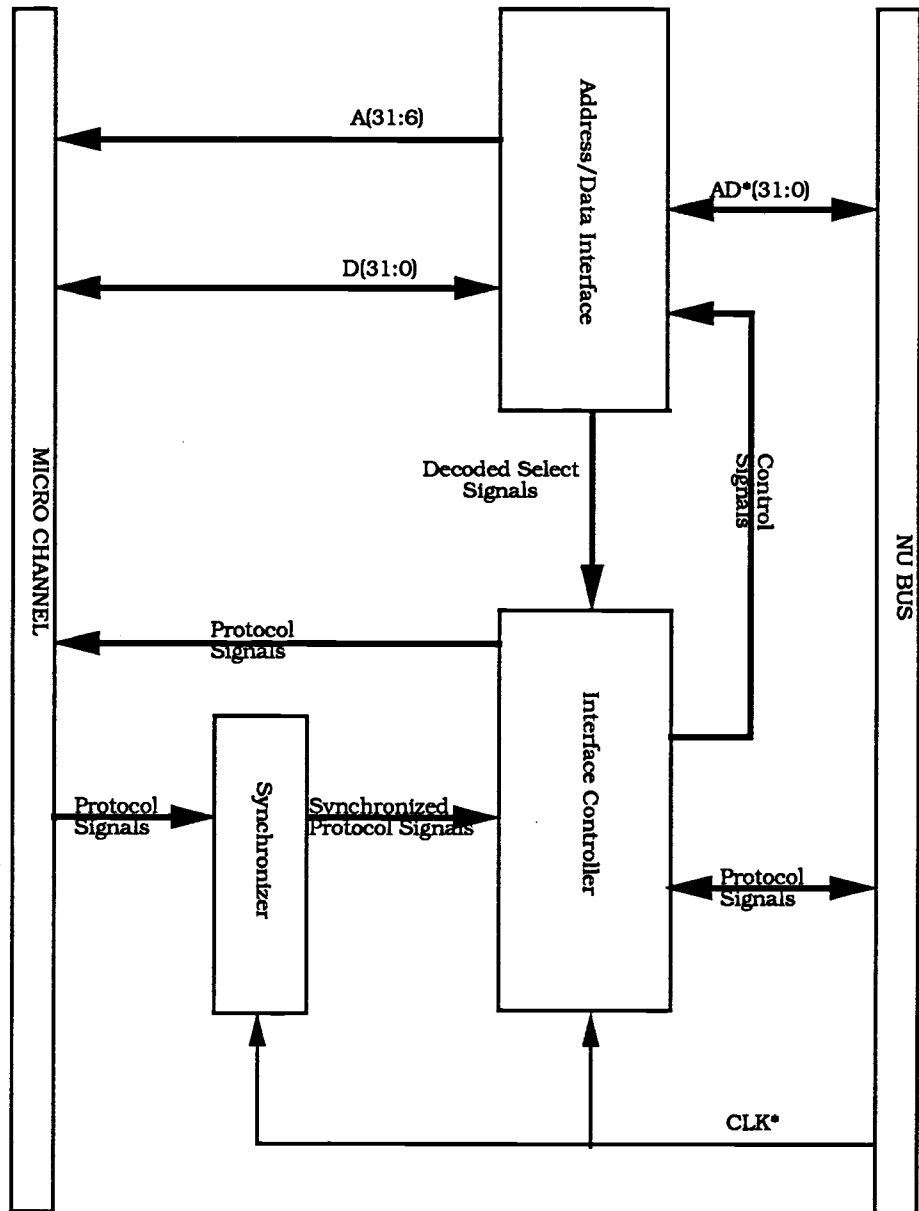 A(31:6)
Address/Data Interface
AD*(31:0)
D(31:0)
MICRO CHANNEL
Decoded Select
Signals
Control
Signals
NU BUS
Protocol
Signals
Interface Controller
Protocol
Signals
Synchronizer
Synchronized
Protocol Signals
Protocol
Signals
CLK*